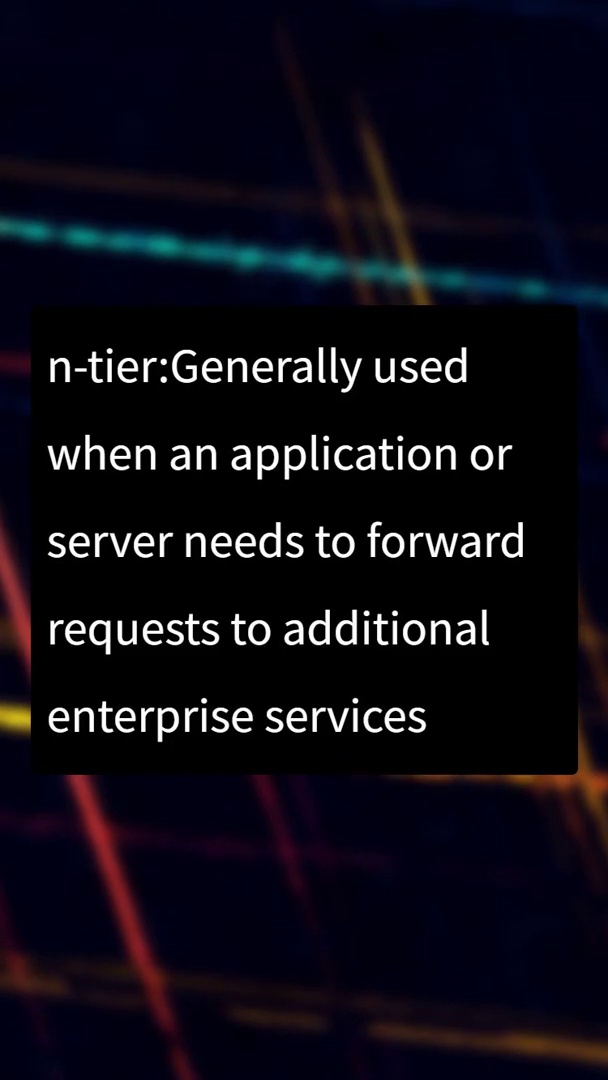 n-tier:Generally used
when an application or
server needs to forward
requests to additional
enterprise services